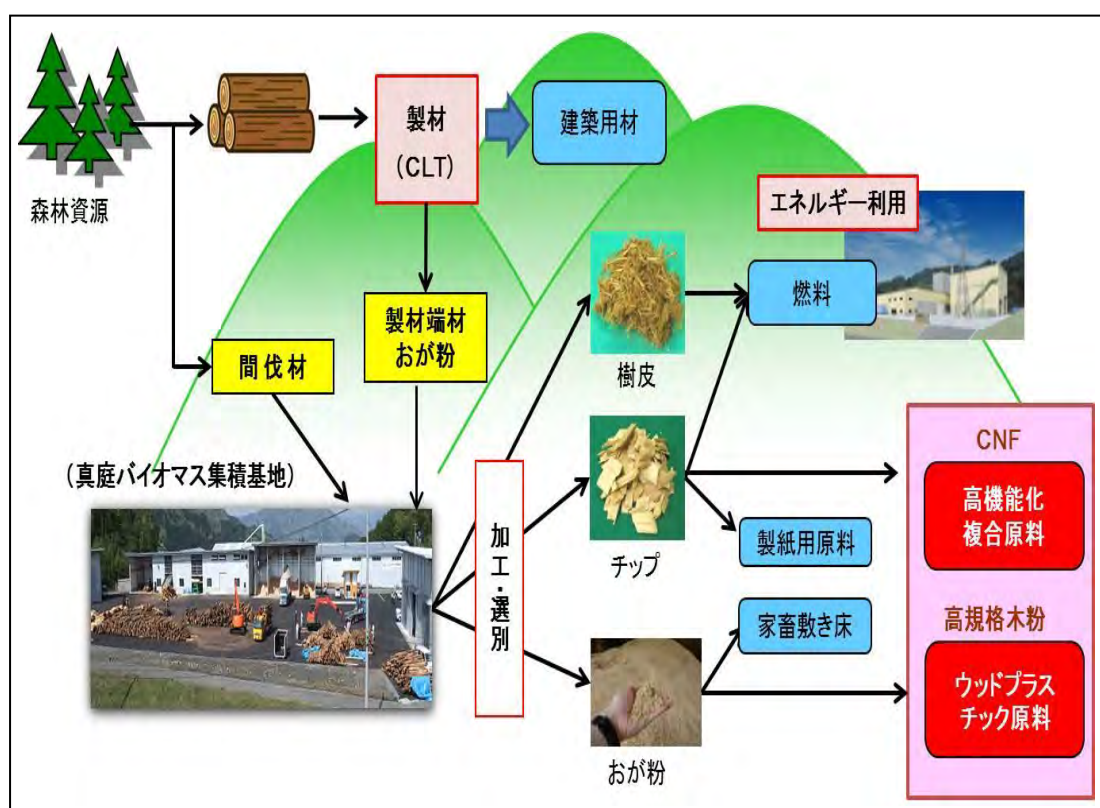 森林資源
製材
(CLT)
建築用材
エネルギー利用
燃料
製材端材
おが粉
間伐材
樹皮
(真庭バイオマス集積基地)
加工・選別
チップ
製紙用原料
家畜敷き床
おが粉
CNF
高機能化
複合原料
高規格木粉
ウッドプラス
チック原料